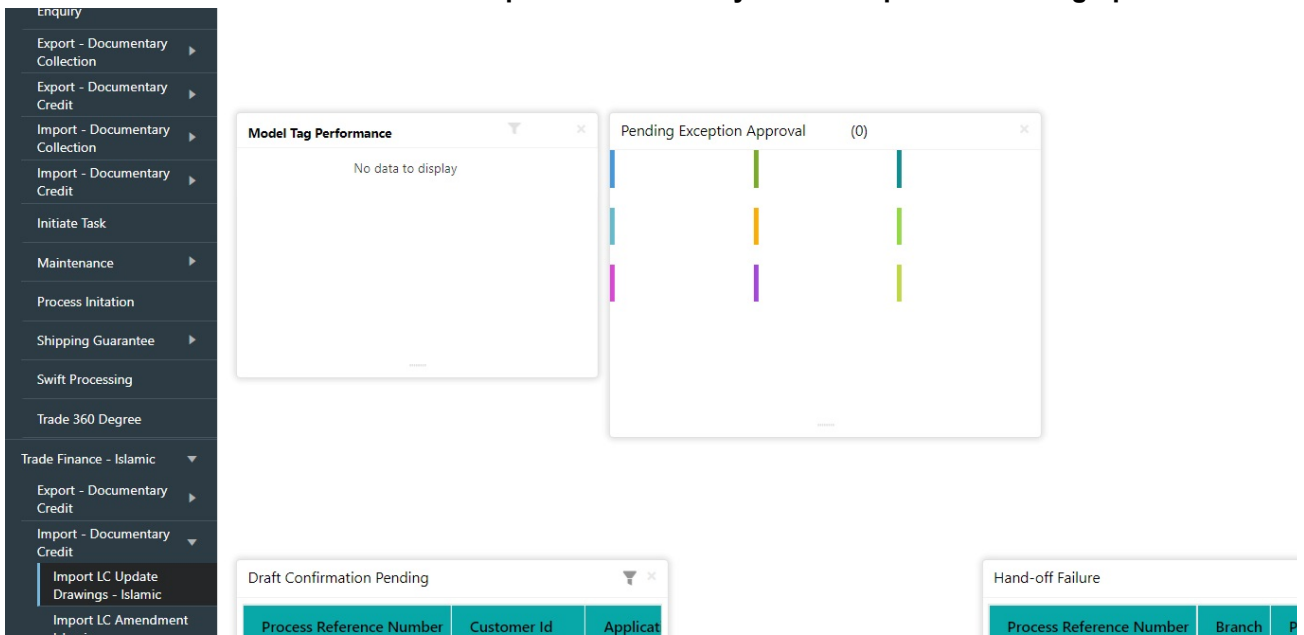 Enquiry
Export - Documentary
Collection
Export - Documentary
Credit
Import - Documentary
Collection
Import - Documentary
Credit
Initiate Task
Maintenance
Process Initation
Shipping Guarantee
Swift Processing
Trade 360 Degree
Trade Finance - Islamic
Export - Documentary
Credit
Import - Documentary
Credit
Import LC Update
Drawings - Islamic
Import LC Amendment
Model Tag Performance
No data to display
Pending Exception Approval (0)
Draft Confirmation Pending
Process Reference Number Customer Id Applicat
Hand-off Failure
Process Reference Number Branch P